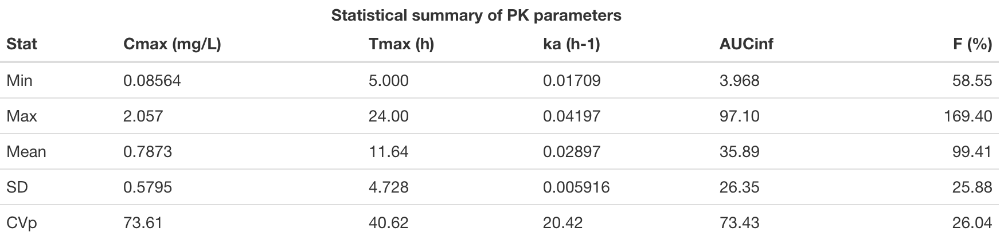 Statistical summary of PK parameters
Stat Cmax (mg/L) Tmax (h) ka (h-1) AUCinf F (%)
Min 0.08564 5.000 0.01709 3.968 58.55
Max 2.057 24.00 0.04197 97.10 169.40
Mean 0.7873 11.64 0.02897 35.89 99.41
SD 0.5795 4.728 0.005916 26.35 25.88
CVp 73.61 40.62 20.42 73.43 26.04